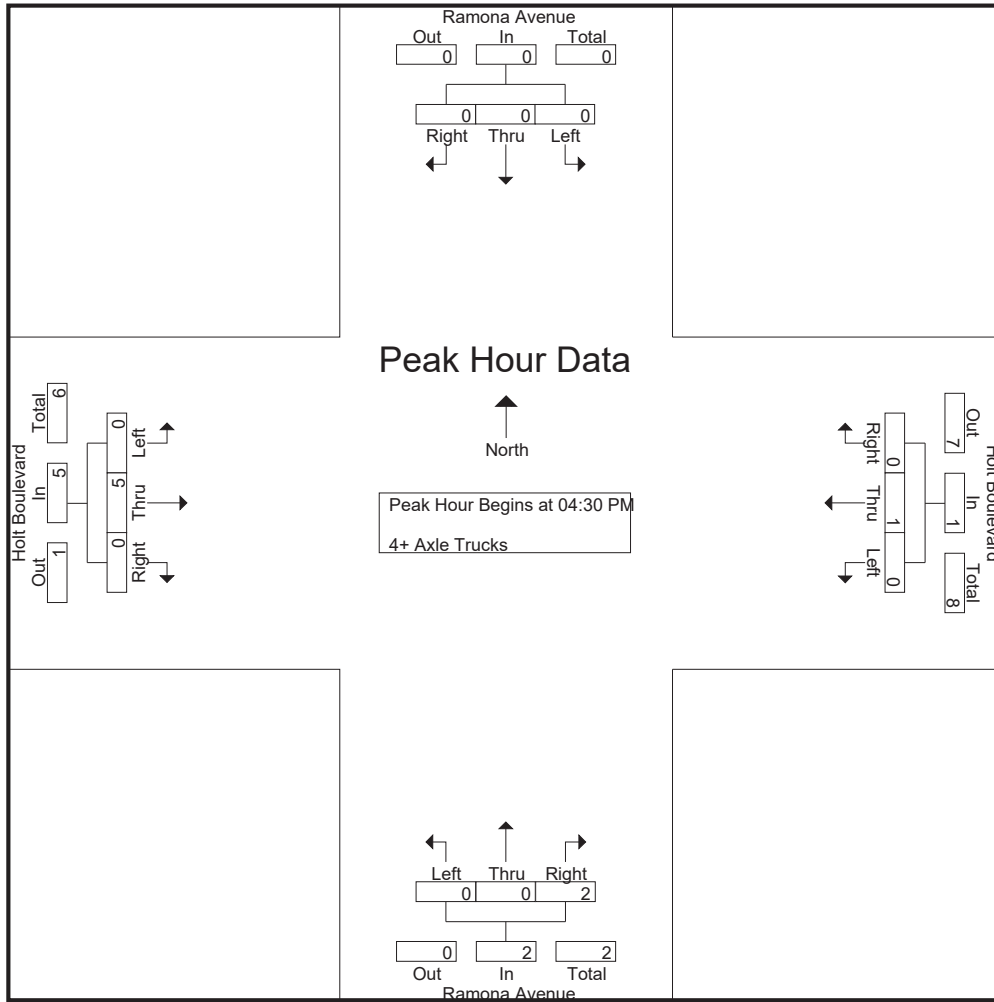 Ramona Avenue
Out In Total
0 0 0
0 0 0
Right Thru Left
Peak Hour Data
North
Peak Hour Begins at 04:30 PM
4+ Axle Trucks
Holt Boulevard
Out In Total
1 5 6
0 5 0
Left Thru Right
Right Thru Left
0 1 0
Out In Total
7 1 8
Holt Boulevard
Left Thru Right
0 0 2
0 2 2
Out In Total
Ramona Avenue